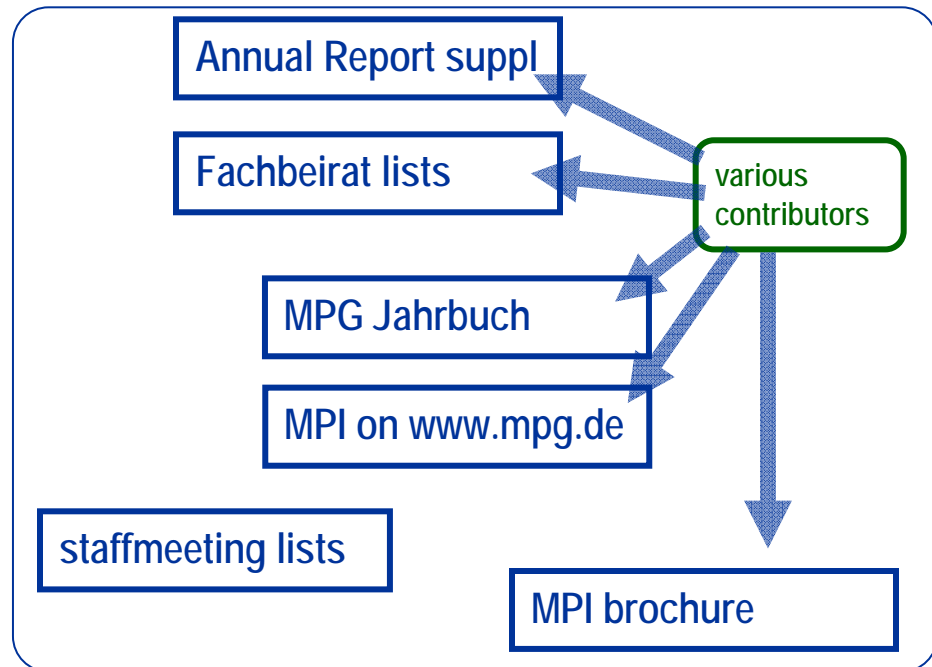 Annual Report suppl
Fachbeirat lists
various
contributors
MPG Jahrbuch
MPI on www.mpg.de
staffmeeting lists
MPI brochure